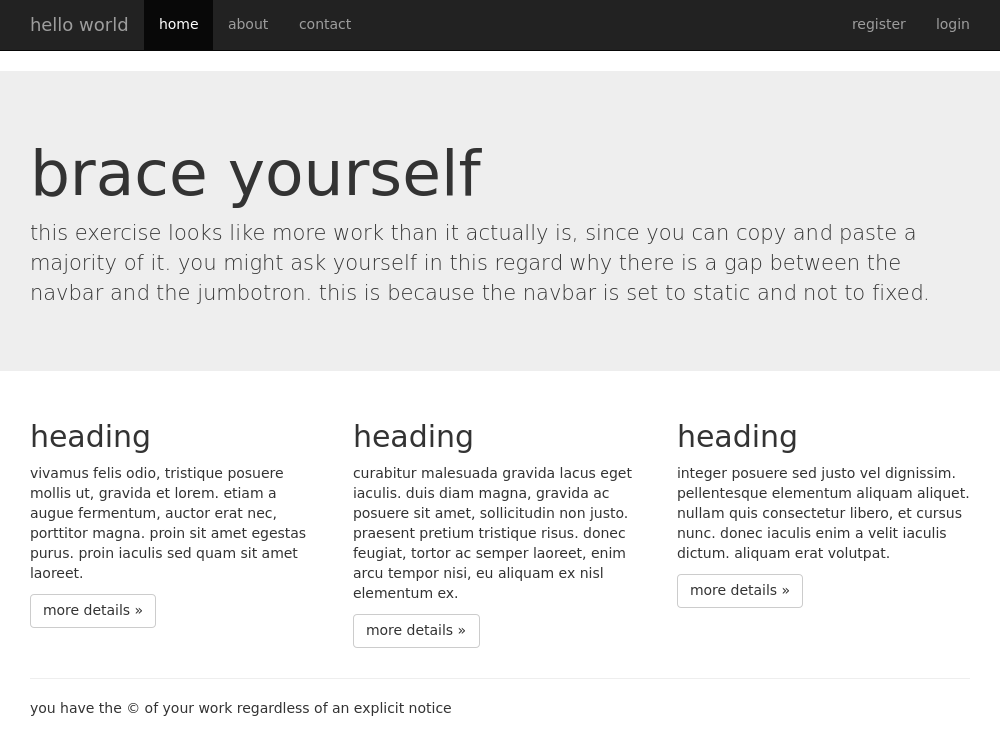 hello world home about contact register login
brace yourself
this exercise looks like more work than it actually is, since you can copy and paste a
majority of it. you might ask yourself in this regard why there is a gap between the
navbar and the jumbotron. this is because the navbar is set to static and not to fixed.
heading
vivamus felis odio, tristique posuere
mollis ut, gravida et lorem. etiam a
augue fermentum, auctor erat nec,
porttitor magna. proin sit amet egestas
purus. proin iaculis sed quam sit amet
laoreet.
more details »
heading
curabitur malesuada gravida lacus eget
iaculis. duis diam magna, gravida ac
posuere sit amet, sollicitudin non justo.
praesent pretium tristique risus. donec
feugiat, tortor ac semper laoreet, enim
arcu tempor nisi, eu aliquam ex nisl
elementum ex.
more details »
heading
integer posuere sed justo vel dignissim.
pellentesque elementum aliquam aliquet.
nullam quis consectetur libero, et cursus
nunc. donec iaculis enim a velit iaculis
dictum. aliquam erat volutpat.
more details »
you have the © of your work regardless of an explicit notice